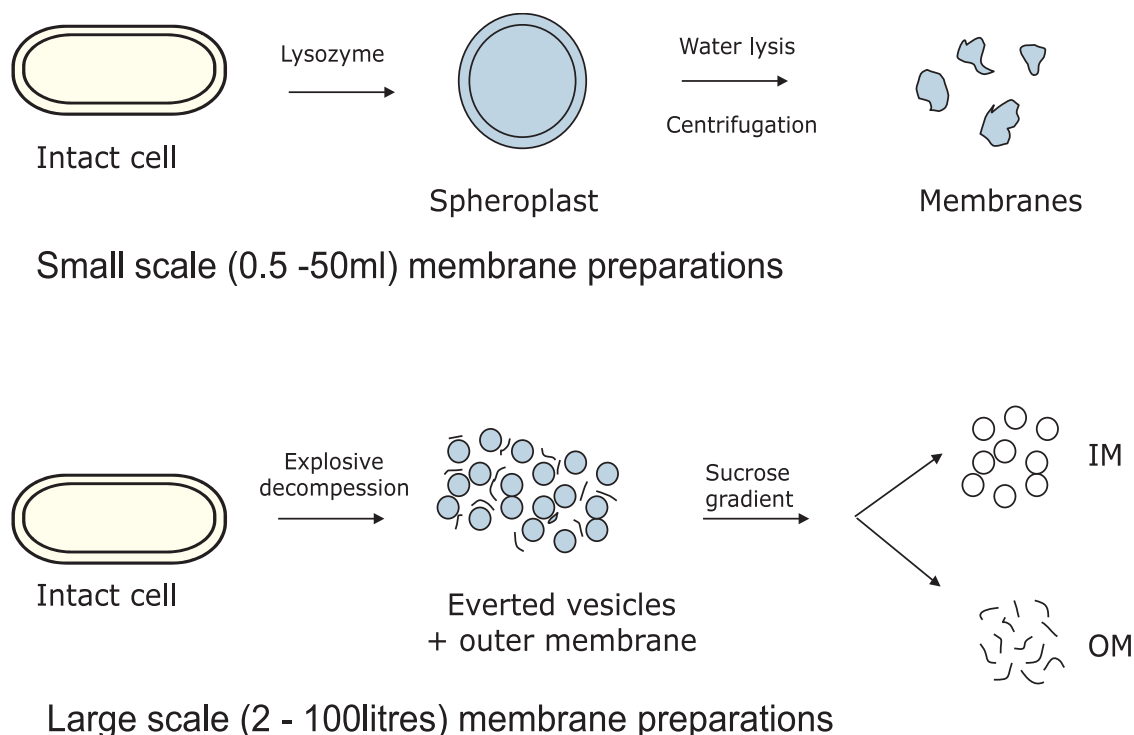 Lysozyme
Water lysis
Centrifugation
Intact cell
Spheroplast
Membranes
Small scale (0.5 -50ml) membrane preparations
Explosive
decompession
Sucrose
gradient
IM
Intact cell
Everted vesicles
+ outer membrane
OM
Large scale (2 - 100litres) membrane preparations